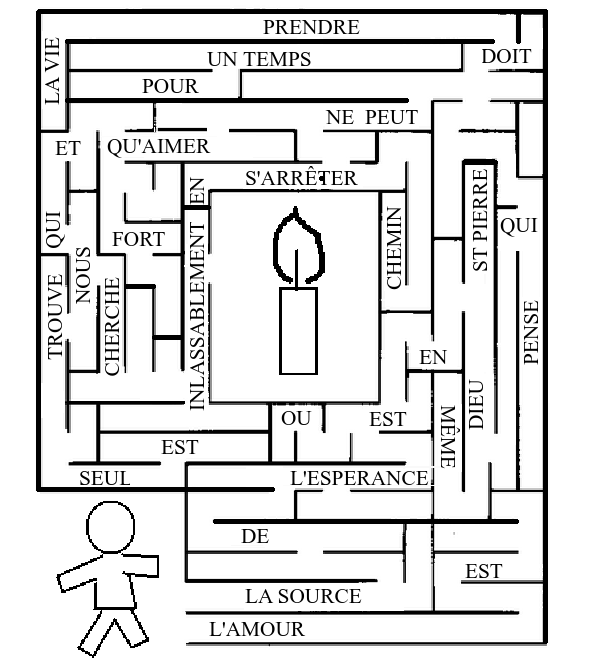 PRENDRE
LA VIE
UN TEMPS
DOIT
POUR
NE PEUT
ET
QU'AIMER
S'ARRÊTER
EN
ST PIERRE
QUI
QUI
FORT
CHEMIN
NOUS
INLASSABLEMENT
TROUVE
CHERCHE
PENSE
EN
DIEU
MÊME
OU
EST
EST
SEUL
L'ESPERANCE
DE
EST
LA SOURCE
L'AMOUR